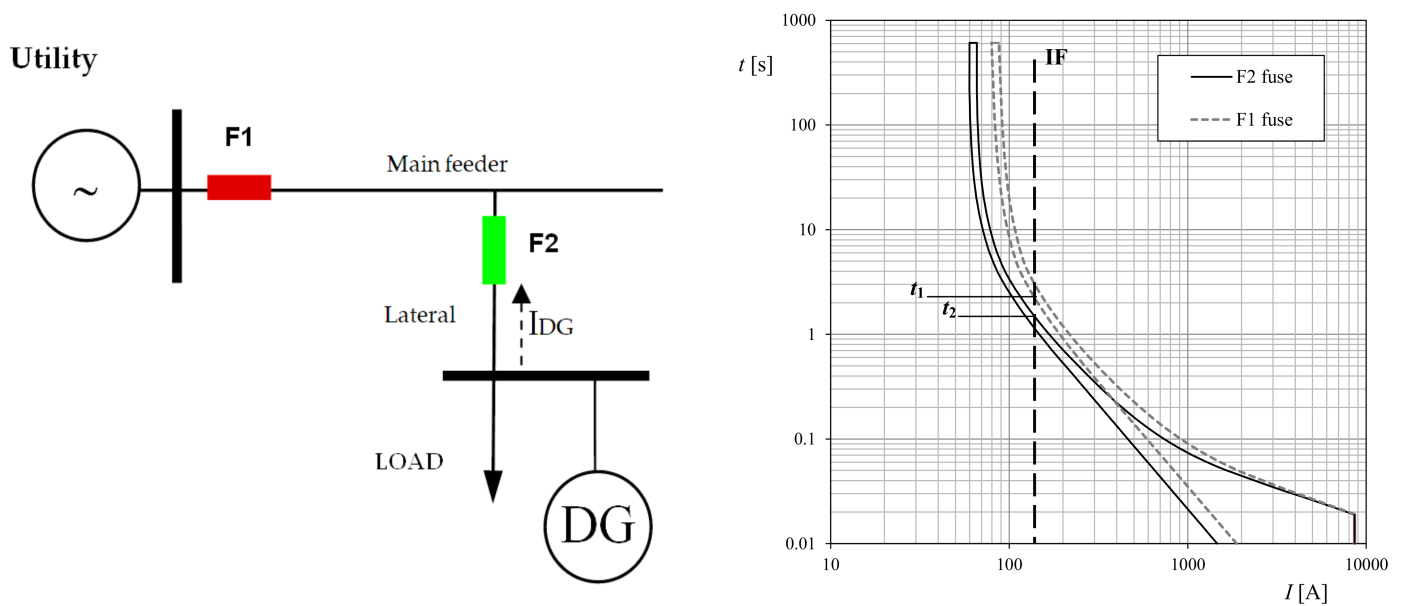 Utility
F1
~
Main feeder
F2
Lateral
IDG
LOAD
DG
1000
t [s]
IF
F2 fuse
F1 fuse
100
10
t1
t2
1
0.1
0.01
10
100
1000
10000
I [A]